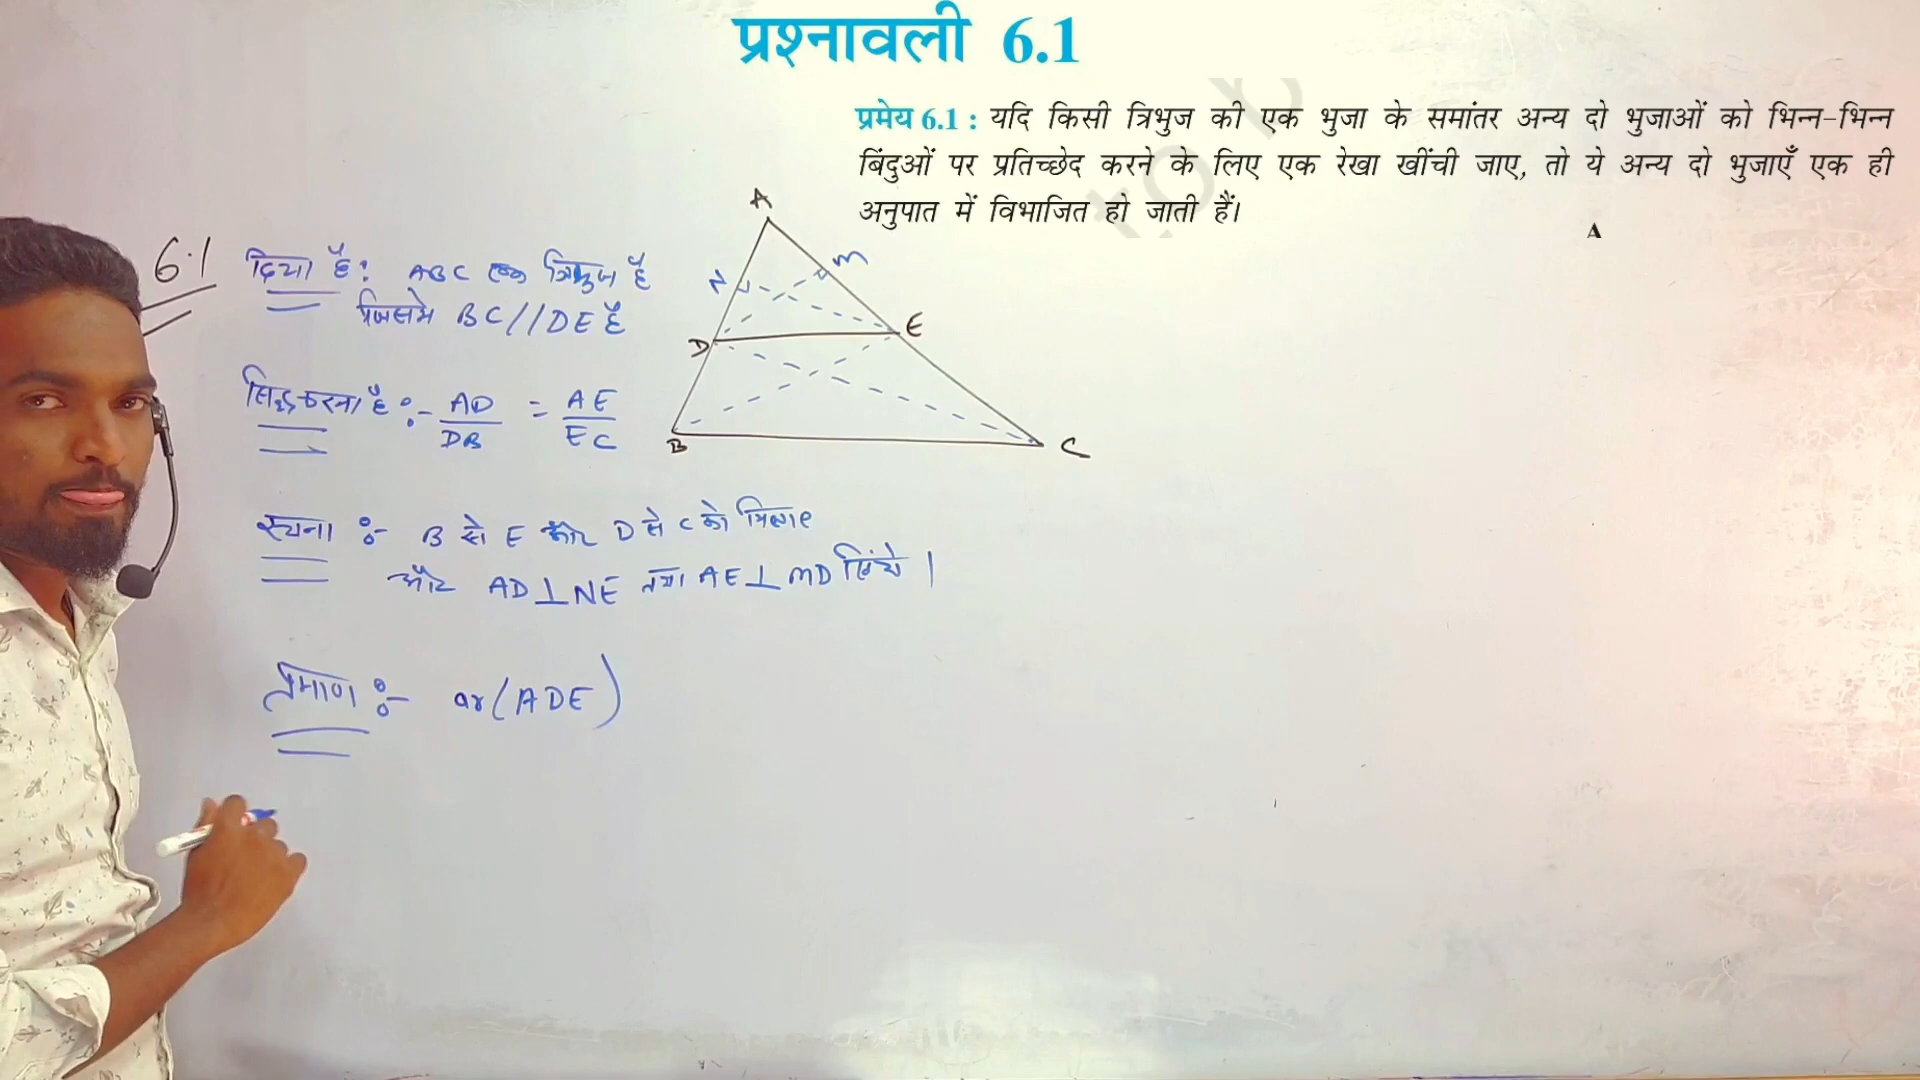 प्रश्नावली 6.1
प्रमेय 6.1 : यदि किसी त्रिभुज की एक भुजा के समांतर अन्य दो भुजाओं को भिन्न-भिन्न
बिंदुओं पर प्रतिच्छेद करने के लिए एक रेखा खींची जाए, तो ये अन्य दो भुजाएँ एक ही
अनुपात में विभाजित हो जाती हैं।
A
6.1
दिया है: ABC एक त्रिभुज है
जिसमे BC//DE है
सिद्ध करना है :- AD/DB = AE/EC
रचना :- B से E और D से C को मिलाए
और AD⊥NE तथा AE⊥MD खिंचे।
प्रमाण :- ar(ADE)
A
N
M
D
E
B
C